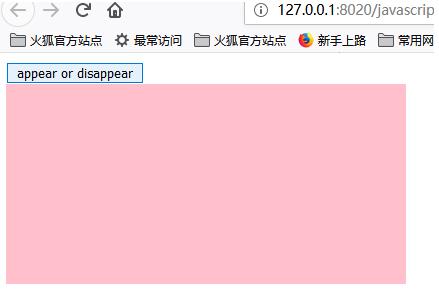 127.0.0.1:8020/javascrip
火狐官方站点 最常访问 火狐官方站点 新手上路 常用网
appear or disappear